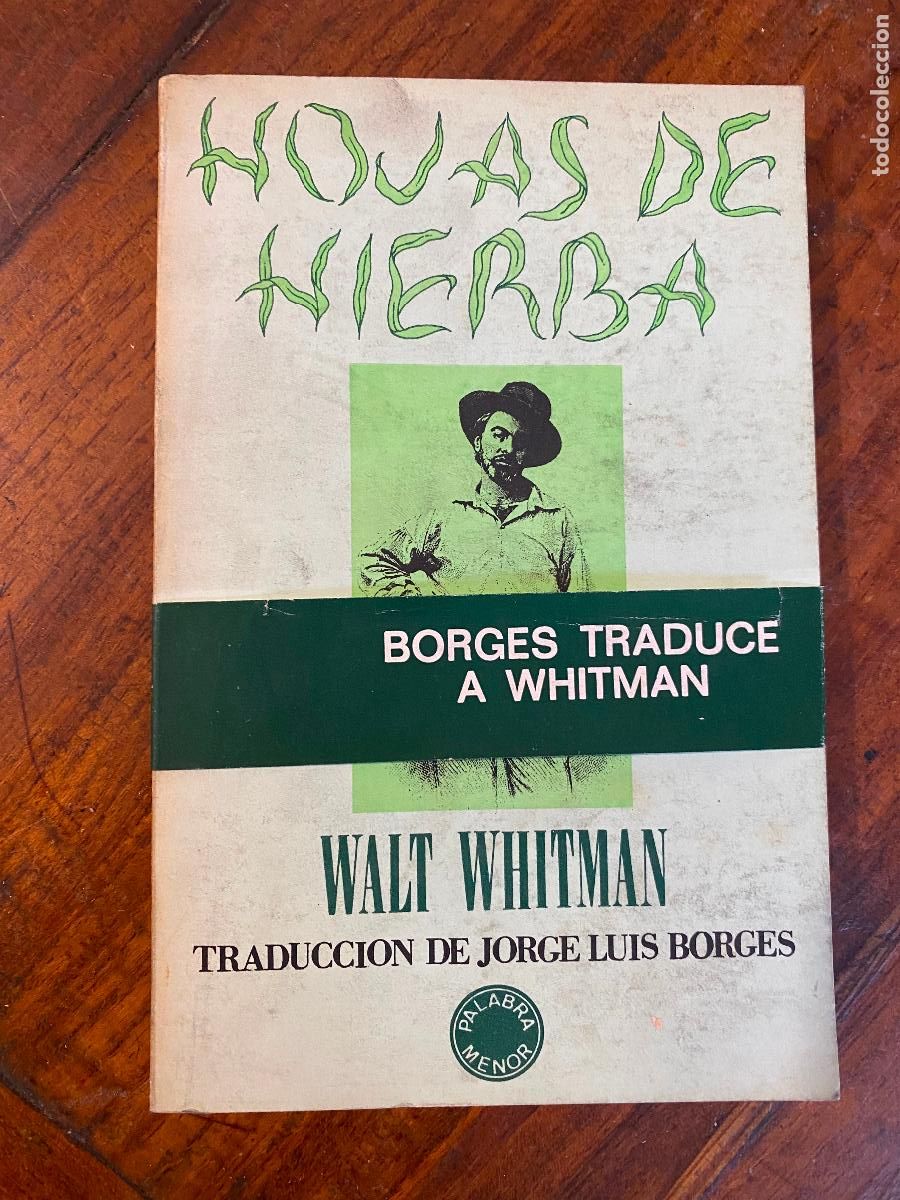 HOJAS DE
HIERBA
BORGES TRADUCE
A WHITMAN
WALT WHITMAN
TRADUCCION DE JORGE LUIS BORGES
PALABRA
MENOR
todocoleccion